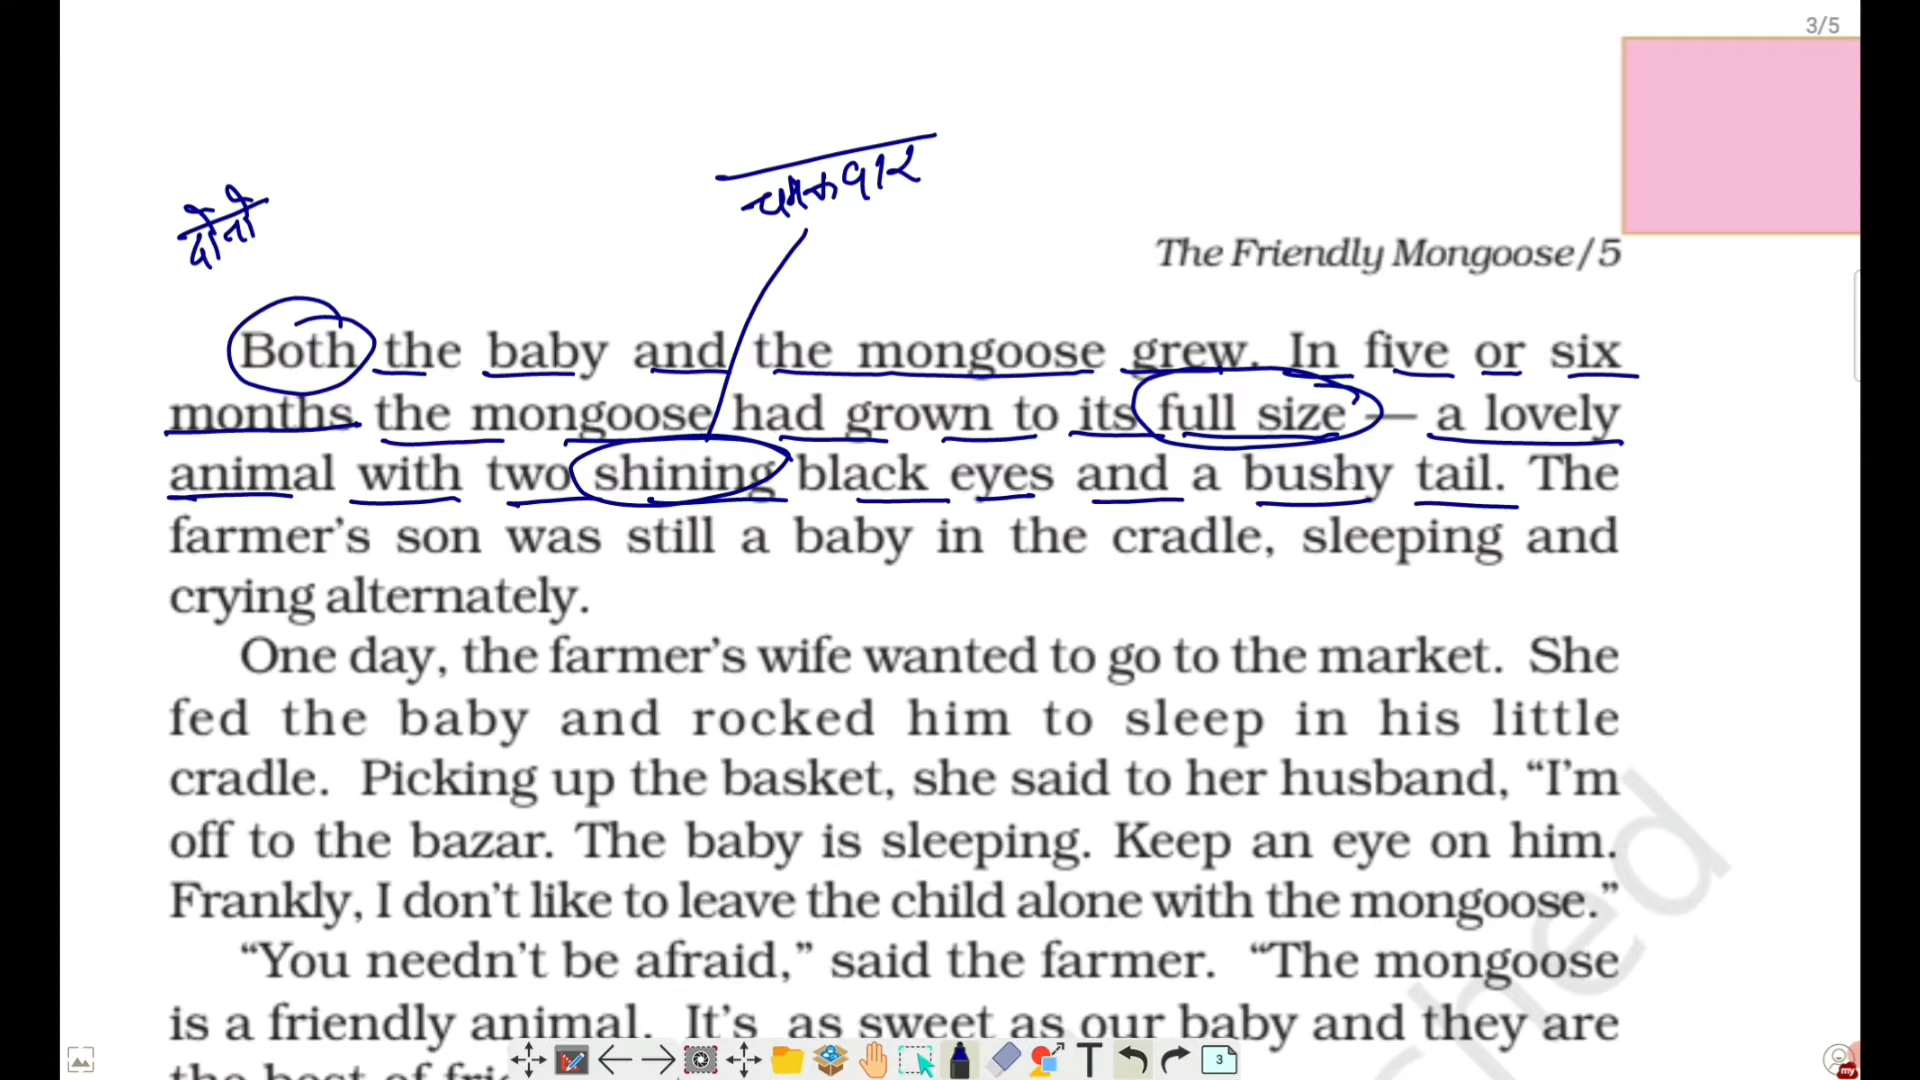 3/5
चमकदार
दोनों
The Friendly Mongoose/5
Both the baby and the mongoose grew. In five or six
months the mongoose had grown to its full size — a lovely
animal with two shining black eyes and a bushy tail. The
farmer’s son was still a baby in the cradle, sleeping and
crying alternately.
One day, the farmer’s wife wanted to go to the market. She
fed the baby and rocked him to sleep in his little
cradle. Picking up the basket, she said to her husband, “I’m
off to the bazar. The baby is sleeping. Keep an eye on him.
Frankly, I don’t like to leave the child alone with the mongoose.”
“You needn’t be afraid,” said the farmer. “The mongoose
is a friendly animal. It’s as sweet as our baby and they are
the best of
T
3
my